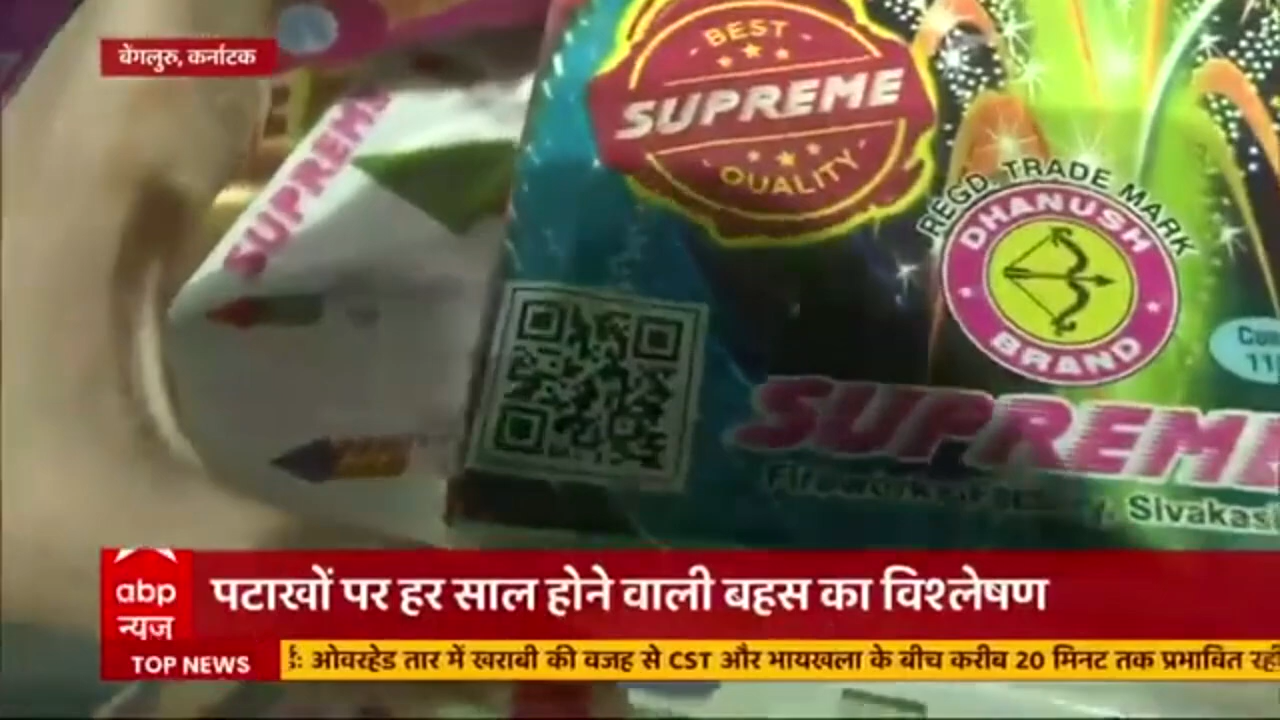 बेंगलुरु, कर्नाटक
BEST
SUPREME
QUALITY
SUPREME
REGD. TRADE MARK
DHANUSH
BRAND
SUPREME
Sivakasi
abp
न्यूज़
पटाखों पर हर साल होने वाली बहस का विश्लेषण
TOP NEWS
ओवरहेड तार में खराबी की वजह से CST और भायखला के बीच करीब 20 मिनट तक प्रभावित रही